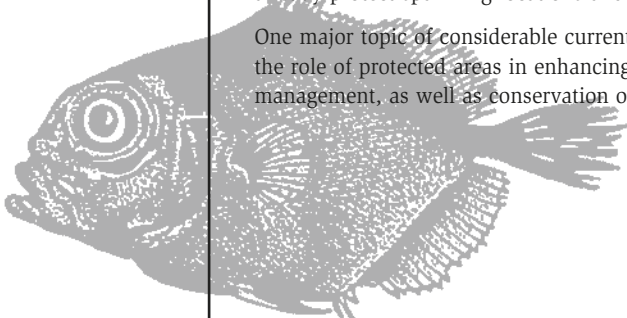 One major topic of considerable current
the role of protected areas in enhancing
management, as well as conservation o